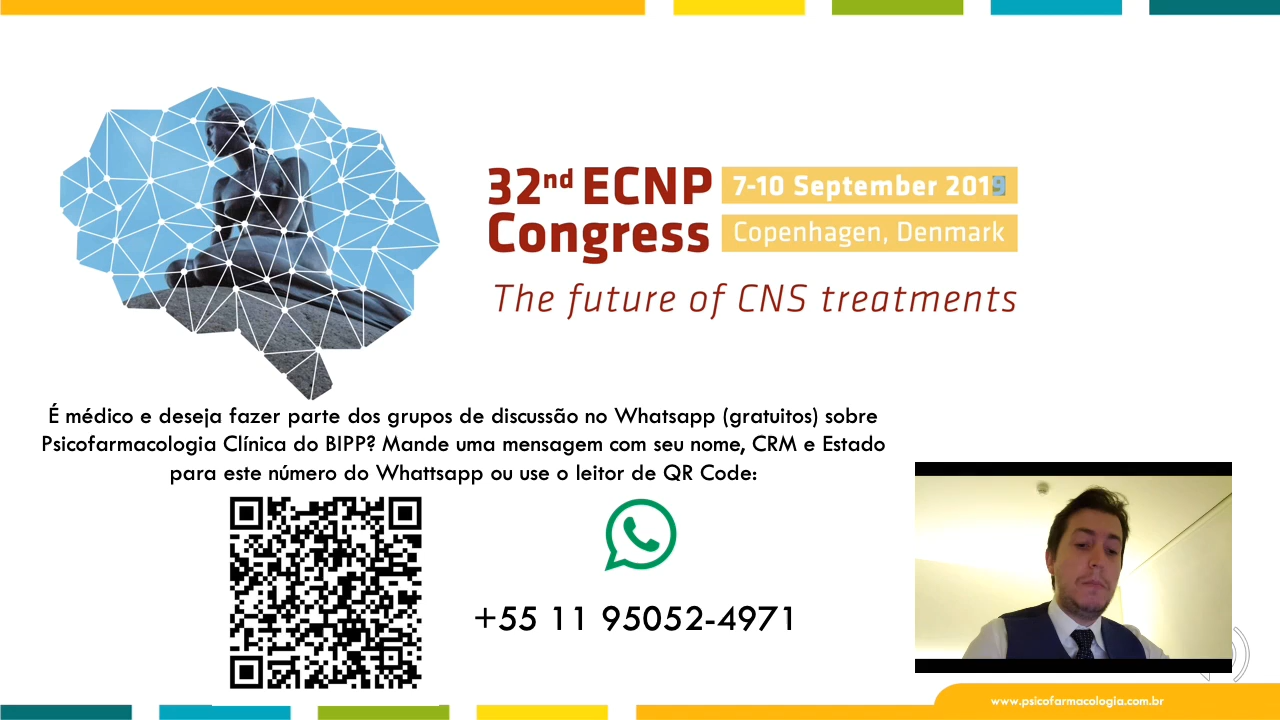 32nd ECNP
Congress
7-10 September 2019
Copenhagen, Denmark
The future of CNS treatments
É médico e deseja fazer parte dos grupos de discussão no Whatsapp (gratuitos) sobre
Psicofarmacologia Clínica do BIPP? Mande uma mensagem com seu nome, CRM e Estado
para este número do Whattsapp ou use o leitor de QR Code:
+55 11 95052-4971
www.psicofarmacologia.com.br